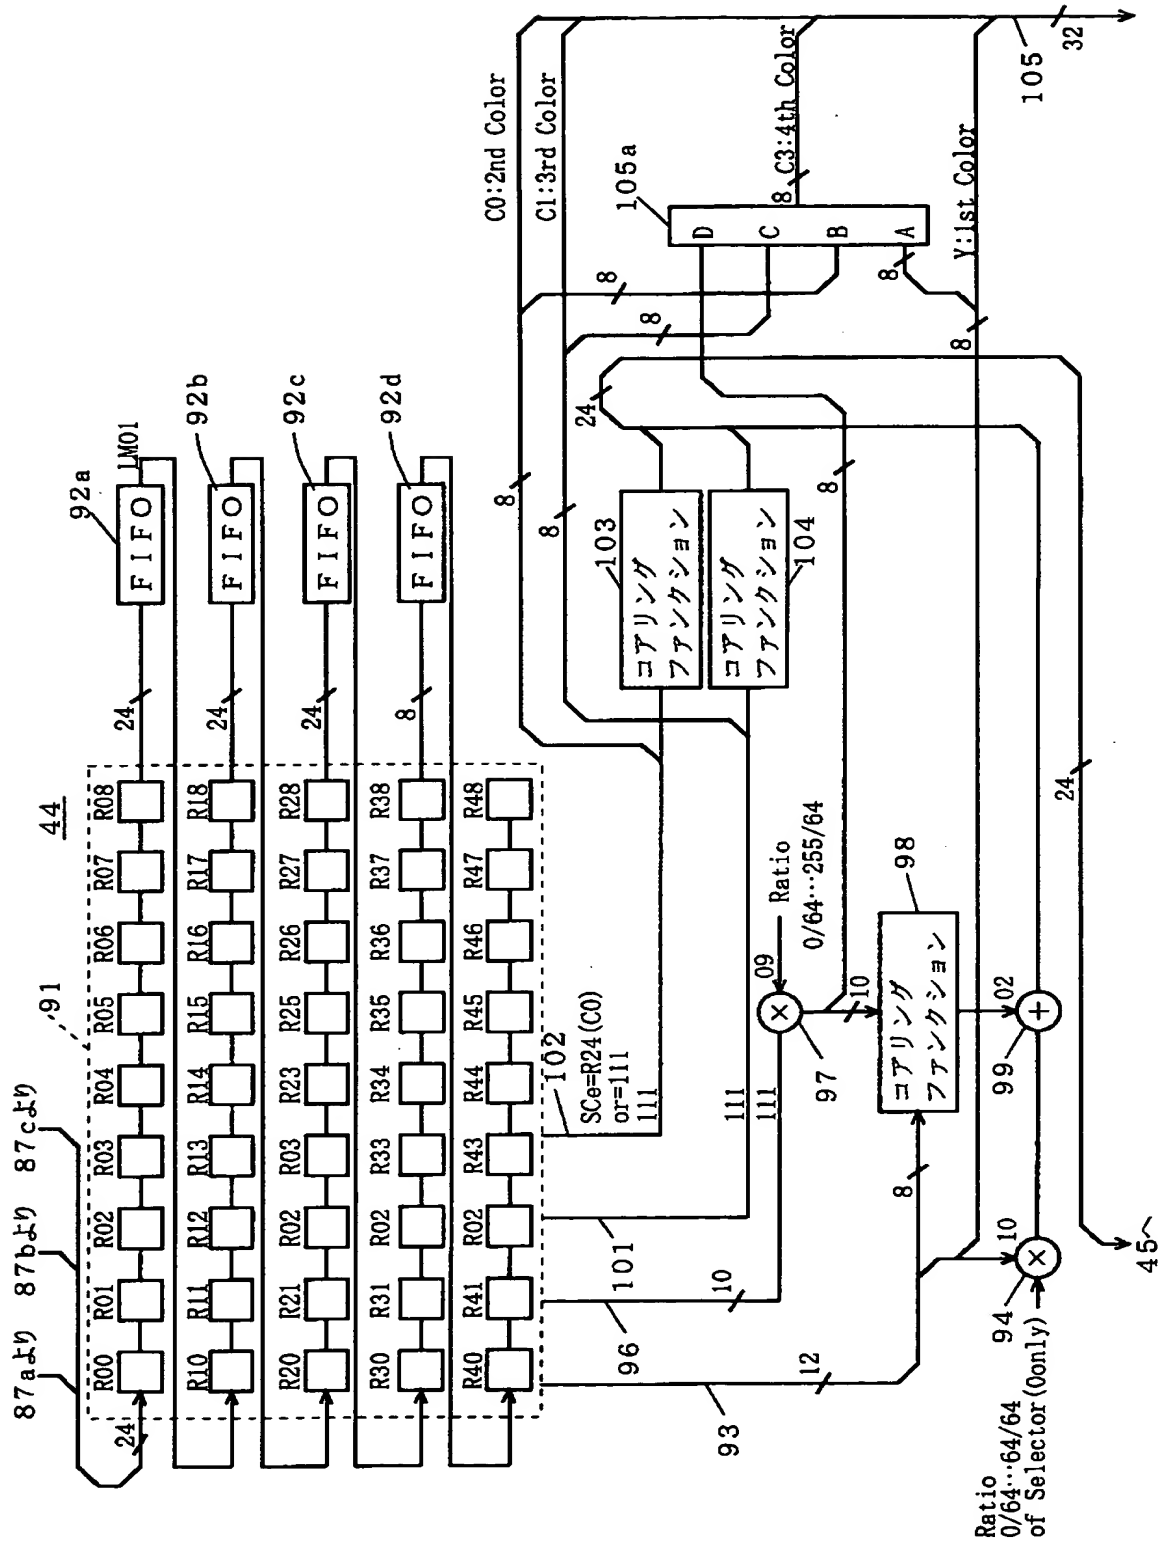 44
87aより
87bより
87cより
91
24
R00
R01
R02
R03
R04
R05
R06
R07
R08
24
FIFO
92a
LM01
R10
R11
R12
R13
R14
R15
R16
R17
R18
24
FIFO
92b
R20
R21
R02
R03
R23
R25
R26
R27
R28
24
FIFO
92c
R30
R31
R02
R33
R34
R35
R36
R37
R38
8
FIFO
92d
R40
R41
R02
R43
R44
R45
R46
R47
R48
102
SCe=R24(C0)
or=111
111
111
111
101
96
10
93
12
C0:2nd Color
C1:3rd Color
8
8
コアリング
ファンクション
103
コアリング
ファンクション
104
24
8
8
105a
D
C
B
A
8
8
C3:4th Color
Y:1st Color
8
105
32
Ratio
0/64…255/64
09
×
97
10
8
コアリング
ファンクション
98
8
02
+
99
10
×
94
Ratio
0/64…64/64
of Selector(0only)
24
45へ